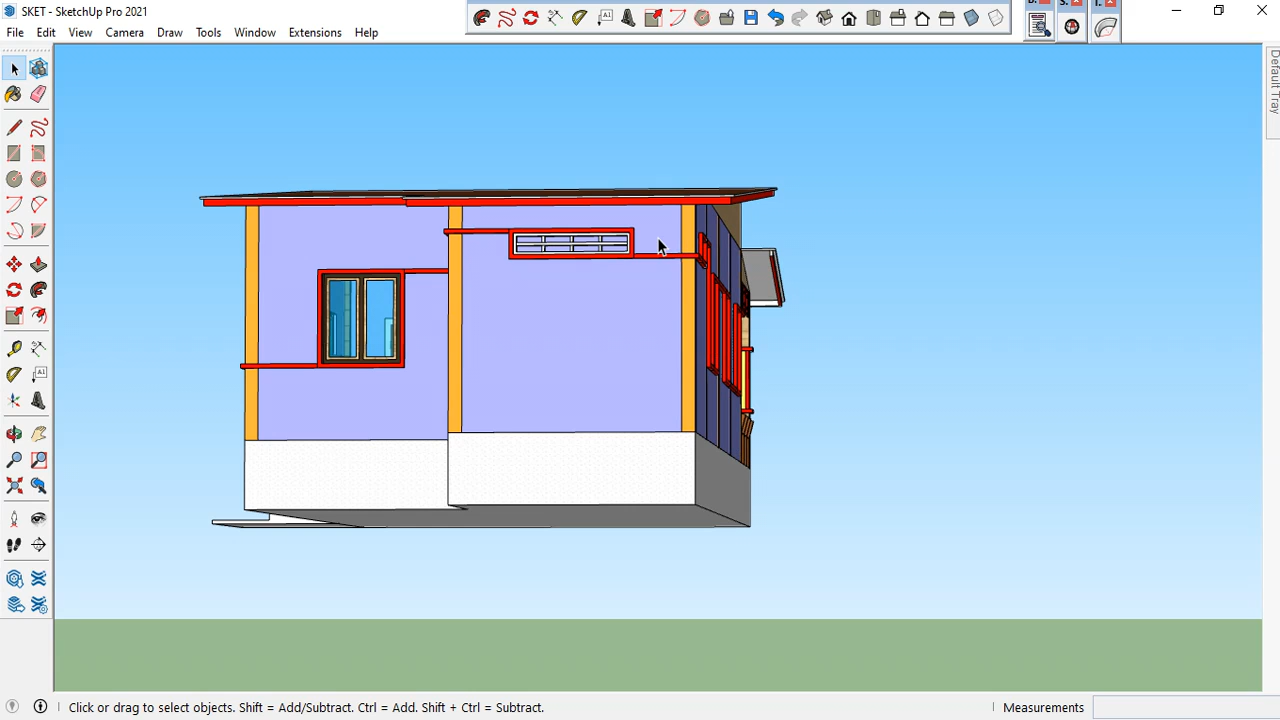 SKET - SketchUp Pro 2021
File Edit View Camera Draw Tools Window Extensions Help
Default Tray
Click or drag to select objects. Shift = Add/Subtract. Ctrl = Add. Shift + Ctrl = Subtract.
Measurements